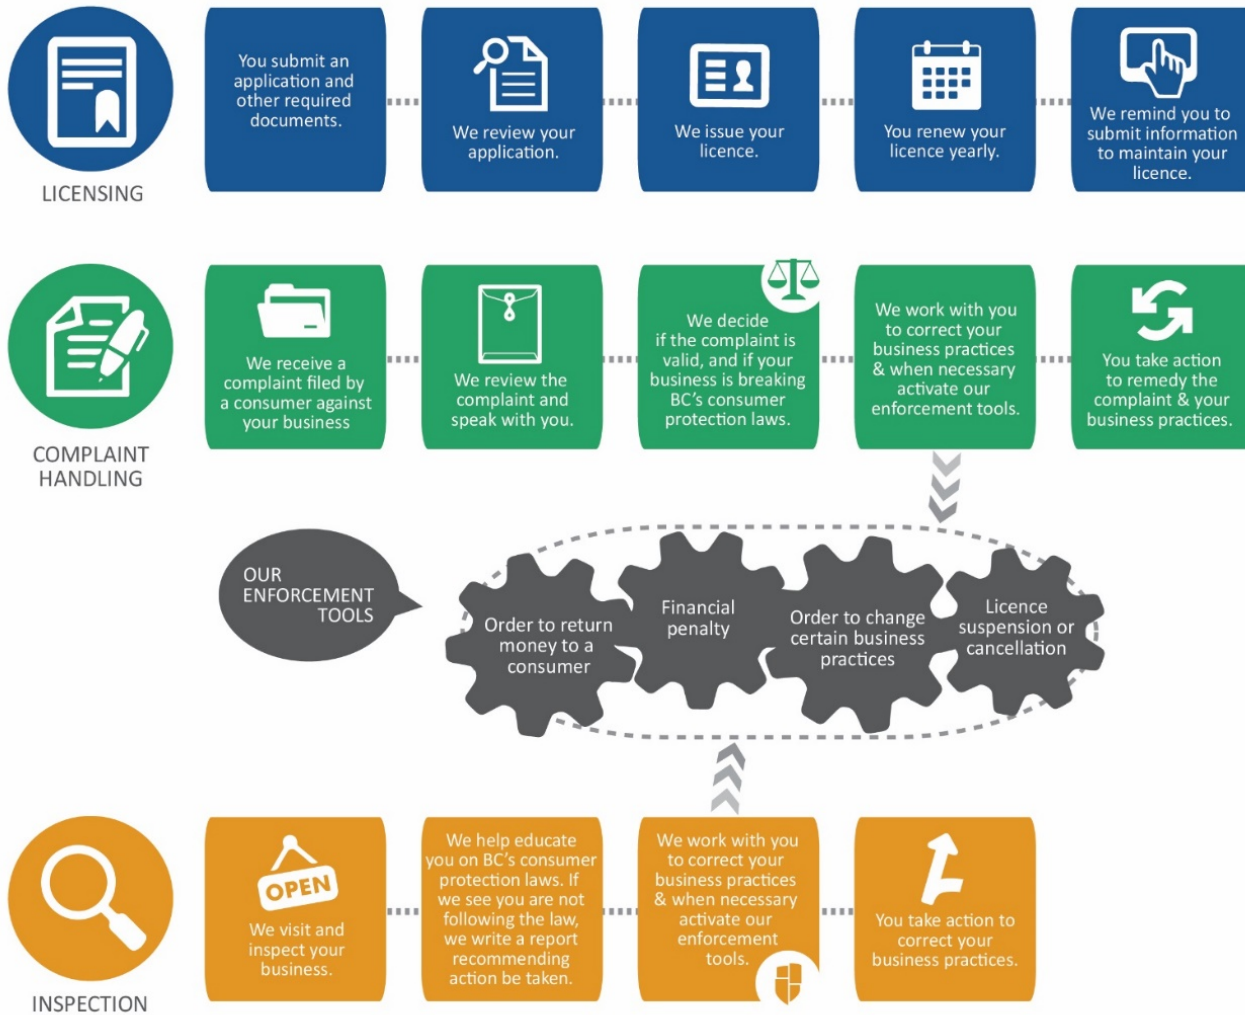 LICENSING
You submit an
application and
other required
documents.
We review your
application.
We issue your
licence.
You renew your
licence yearly.
We remind you to
submit information
to maintain your
licence.
COMPLAINT
HANDLING
We receive a
complaint filed by
a consumer against
your business
We review the
complaint and
speak with you.
We decide
if the complaint is
valid, and if your
business is breaking
BC's consumer
protection laws.
We work with you
to correct your
business practices
& when necessary
activate our
enforcement tools.
You take action
to remedy the
complaint & your
business practices.
OUR
ENFORCEMENT
TOOLS
Order to return
money to a
consumer
Financial
penalty
Order to change
certain business
practices
Licence
suspension or
cancellation
INSPECTION
OPEN
We visit and
inspect your
business.
We help educate
you on BC's consumer
protection laws. If
we see you are not
following the law,
we write a report
recommending
action be taken.
We work with you
to correct your
business practices
& when necessary
activate our
enforcement
tools.
You take action to
correct your
business practices.